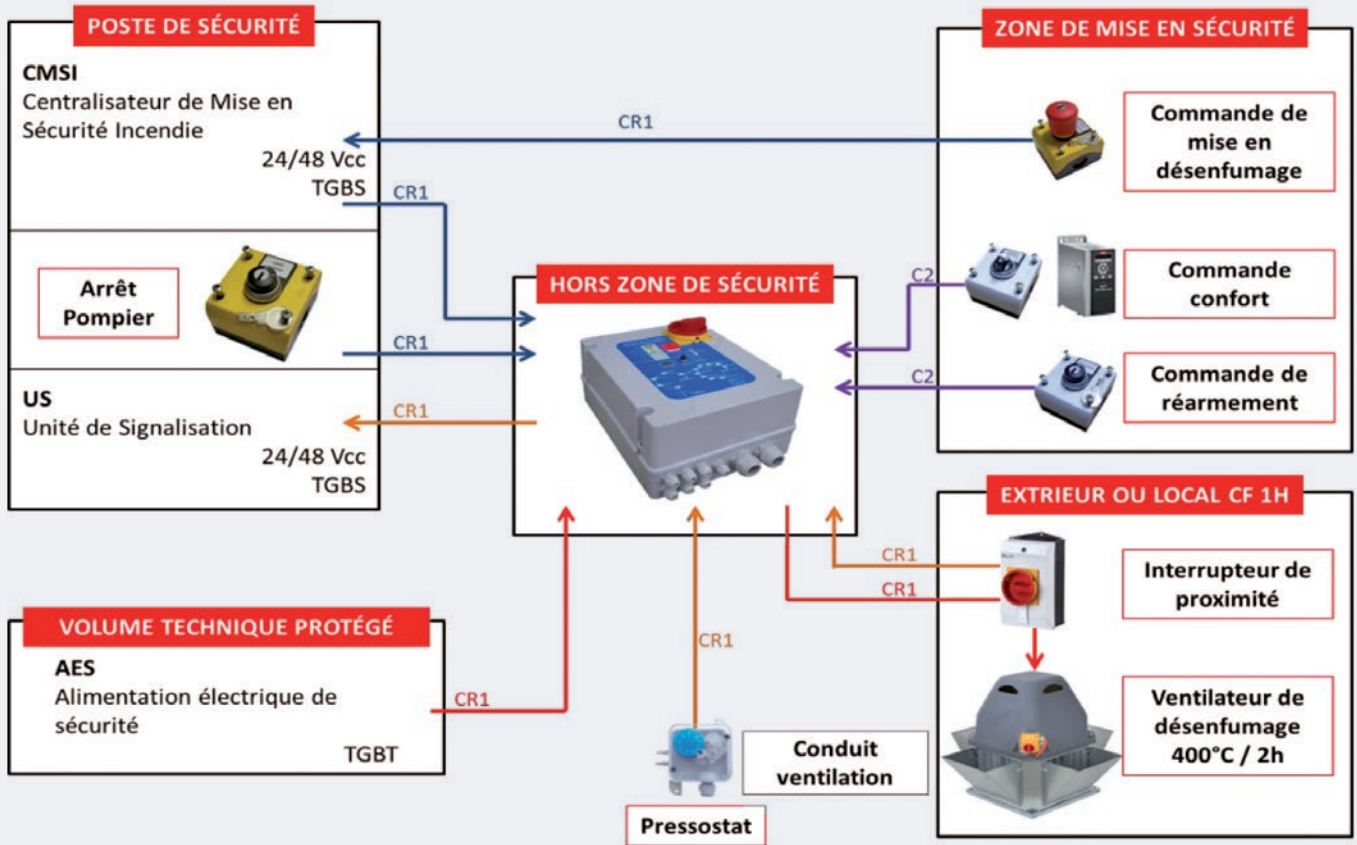 POSTE DE SÉCURITÉ
CMSI
Centralisateur de Mise en
Sécurité Incendie
24/48 Vcc
TGBS
CR1
CR1
Arrêt
Pompier
CR1
US
Unité de Signalisation
CR1
24/48 Vcc
TGBS
HORS ZONE DE SÉCURITÉ
ZONE DE MISE EN SÉCURITÉ
Commande de
mise en
désenfumage
C2
Commande
confort
C2
Commande de
réarmement
EXTRIEUR OU LOCAL CF 1H
CR1
CR1
Interrupteur de
proximité
Ventilateur de
désenfumage
400°C / 2h
VOLUME TECHNIQUE PROTÉGÉ
AES
Alimentation électrique de
sécurité
TGBT
CR1
CR1
Conduit
ventilation
Pressostat